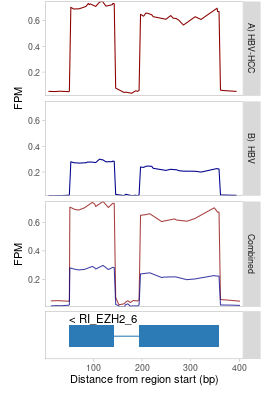 0.6
0.4
0.2
A) HBV-HCC
FPM
0.6
0.4
0.2
B) HBV
0.6
0.4
0.2
FPM
Combined
< RI_EZH2_6
100 200 300 400
Distance from region start (bp)